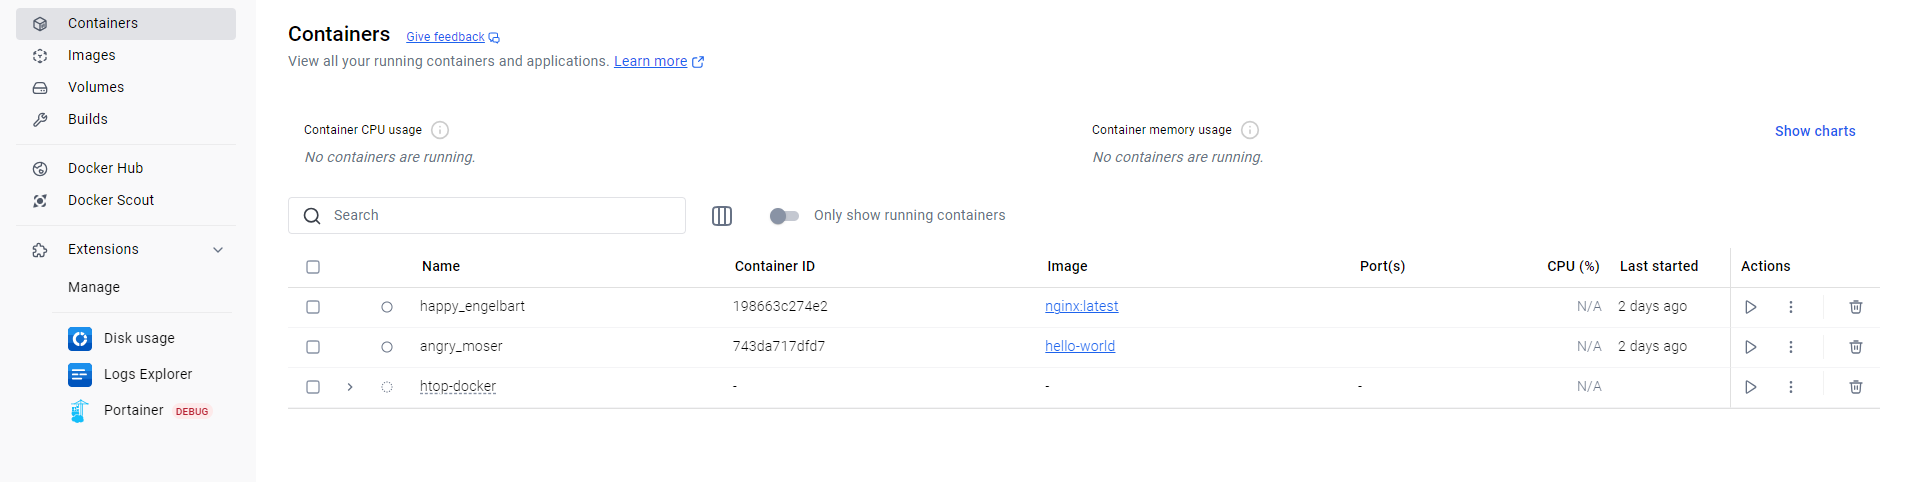 Containers
Images
Volumes
Builds
Docker Hub
Docker Scout
Extensions
Manage
Disk usage
Logs Explorer
Portainer DEBUG
Containers Give feedback
View all your running containers and applications. Learn more
Container CPU usage
No containers are running.
Container memory usage
No containers are running.
Show charts
Search
Only show running containers
Name Container ID Image Port(s) CPU (%) Last started Actions
happy_engelbart 198663c274e2 nginx:latest N/A 2 days ago
angry_moser 743da717dfd7 hello-world N/A 2 days ago
htop-docker - - - N/A